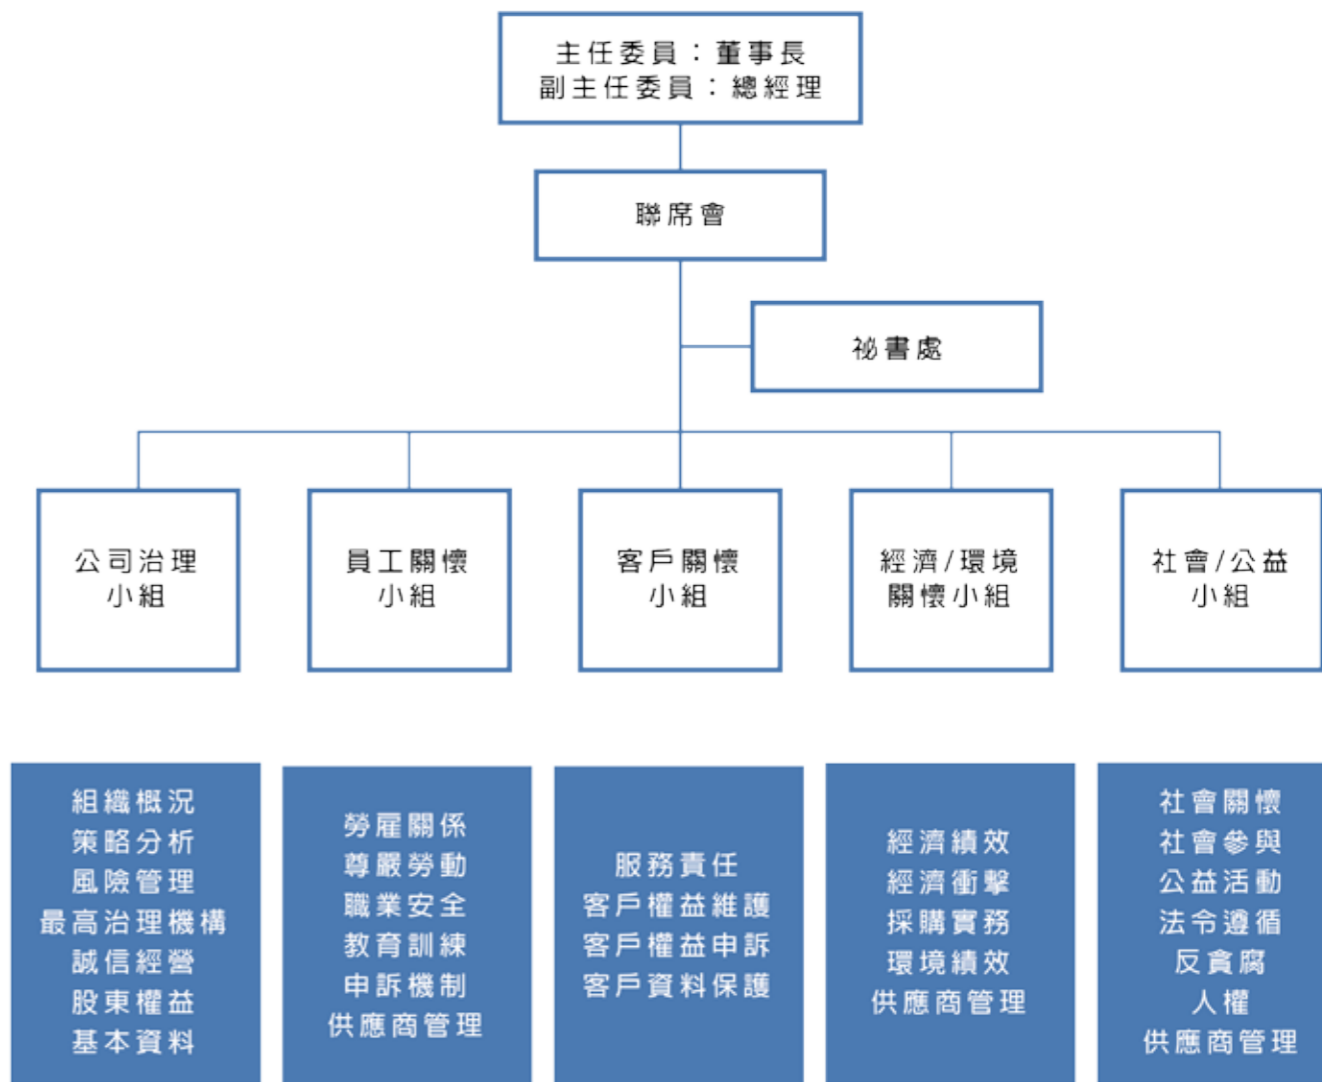 主任委員：董事長
副主任委員：總經理
聯席會
祕書處
公司治理
小組
員工關懷
小組
客戶關懷
小組
經濟/環境
關懷小組
社會/公益
小組
組織概況
策略分析
風險管理
最高治理機構
誠信經營
股東權益
基本資料
勞雇關係
尊嚴勞動
職業安全
教育訓練
申訴機制
供應商管理
服務責任
客戶權益維護
客戶權益申訴
客戶資料保護
經濟績效
經濟衝擊
採購實務
環境績效
供應商管理
社會關懷
社會參與
公益活動
法令遵循
反貪腐
人權
供應商管理